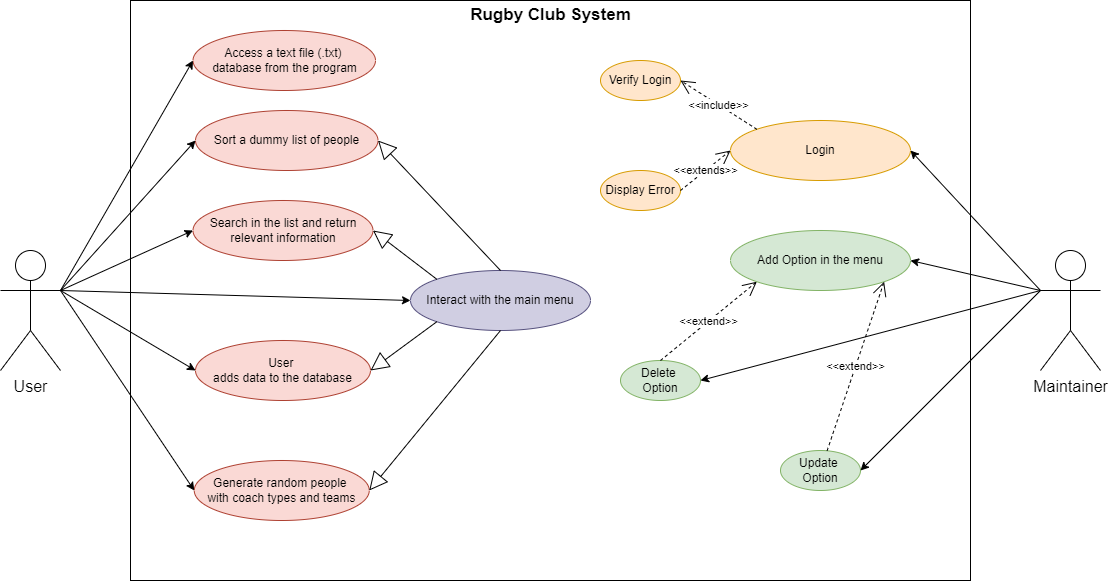 Rugby Club System
Access a text file (.txt)
database from the program
Sort a dummy list of people
Search in the list and return
relevant information
Interact with the main menu
User
adds data to the database
Generate random people
with coach types and teams
User
Verify Login
<<include>>
Login
<<extends>>
Display Error
Add Option in the menu
<<extend>>
Delete
Option
<<extend>>
Update
Option
Maintainer